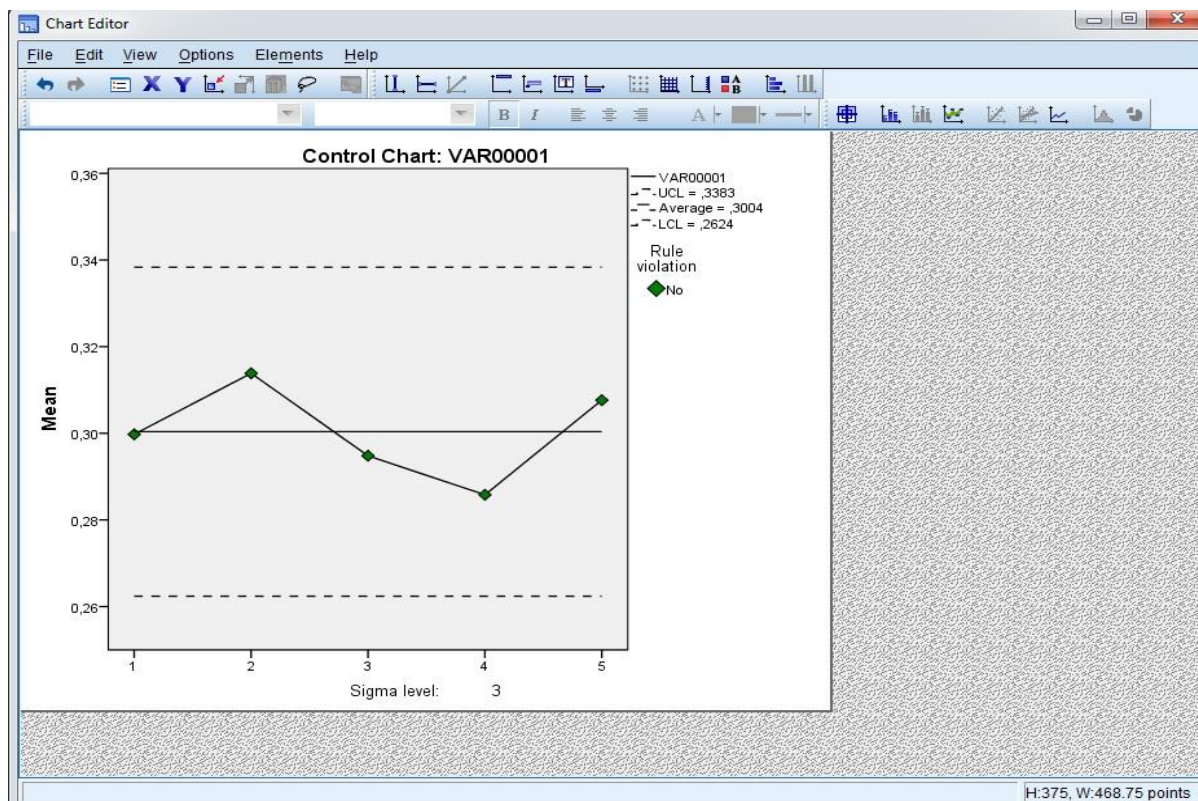 Chart Editor
File Edit View Options Elements Help
X Y T A B
B I A
Control Chart: VAR00001
VAR00001
UCL = ,3383
Average = ,3004
LCL = ,2624
Rule
violation
No
0,36
0,34
0,32
0,30
0,28
0,26
Mean
1 2 3 4 5
Sigma level: 3
H:375, W:468.75 points